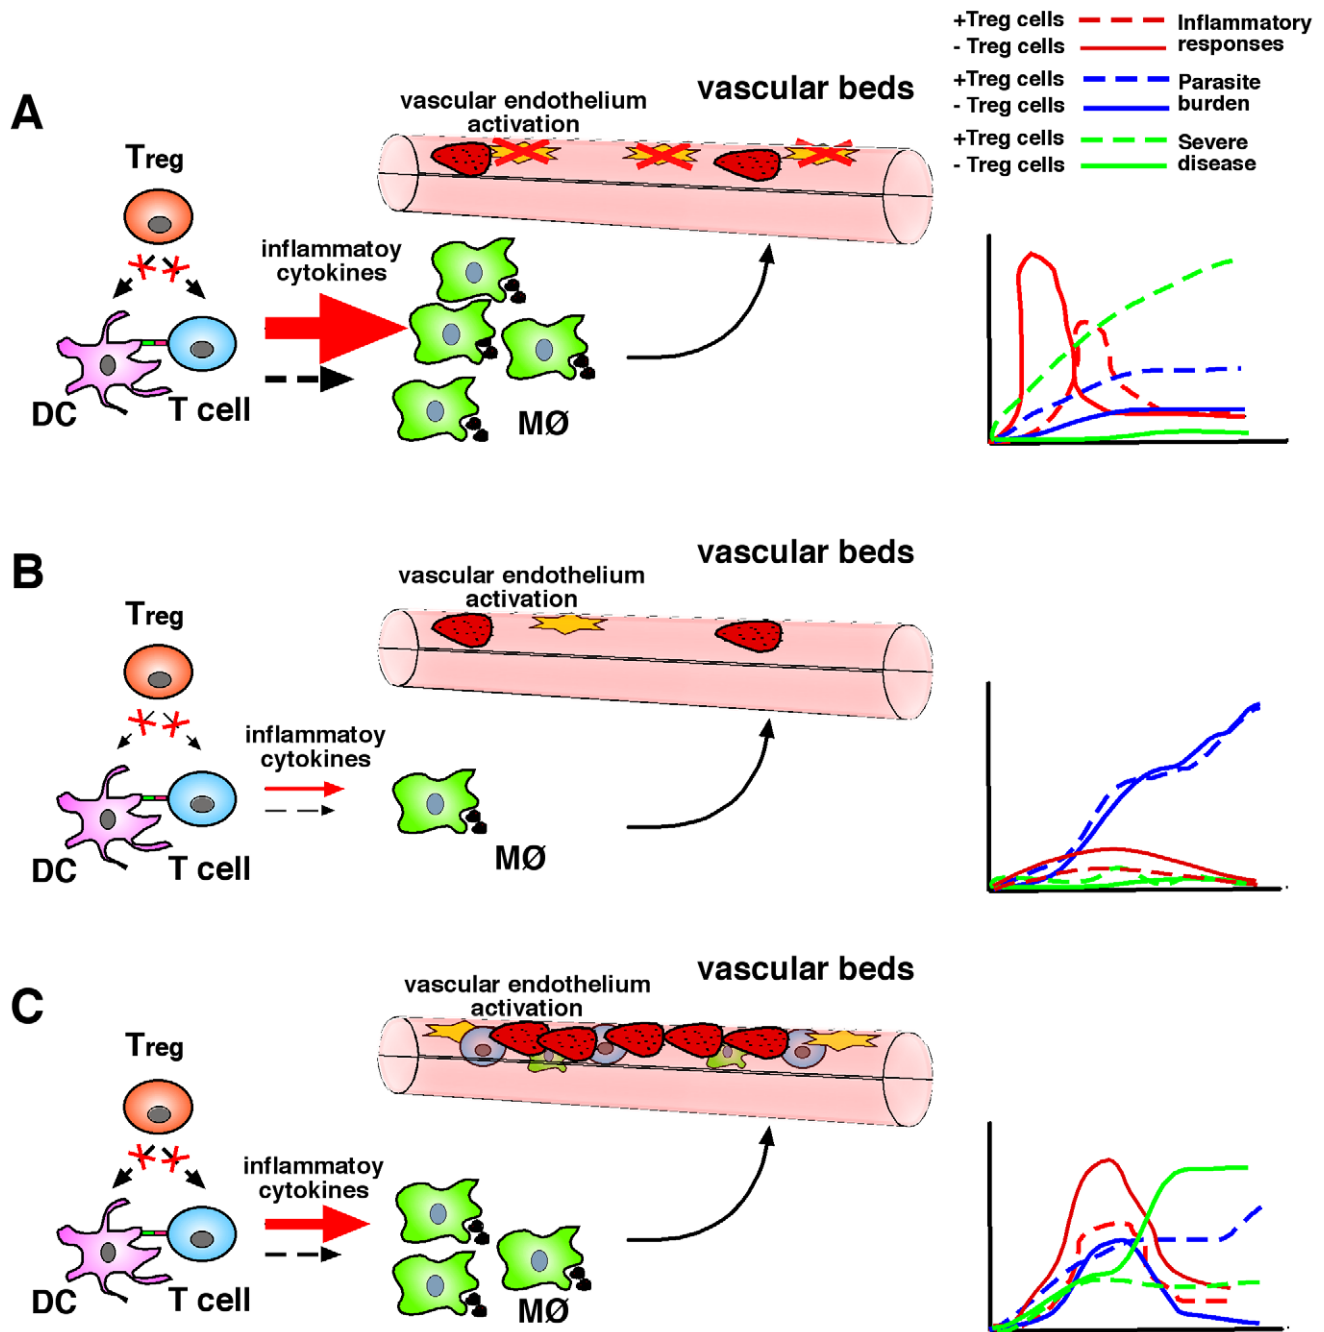 +Treg cells
Inflammatory
- Treg cells
responses
+Treg cells
Parasite
- Treg cells
burden
+Treg cells
Severe
- Treg cells
disease
A
vascular beds
vascular endothelium
activation
Treg
inflammatoy
cytokines
DC
T cell
MØ
B
vascular beds
vascular endothelium
activation
Treg
inflammatoy
cytokines
DC
T cell
MØ
C
vascular beds
vascular endothelium
activation
Treg
inflammatoy
cytokines
DC
T cell
MØ